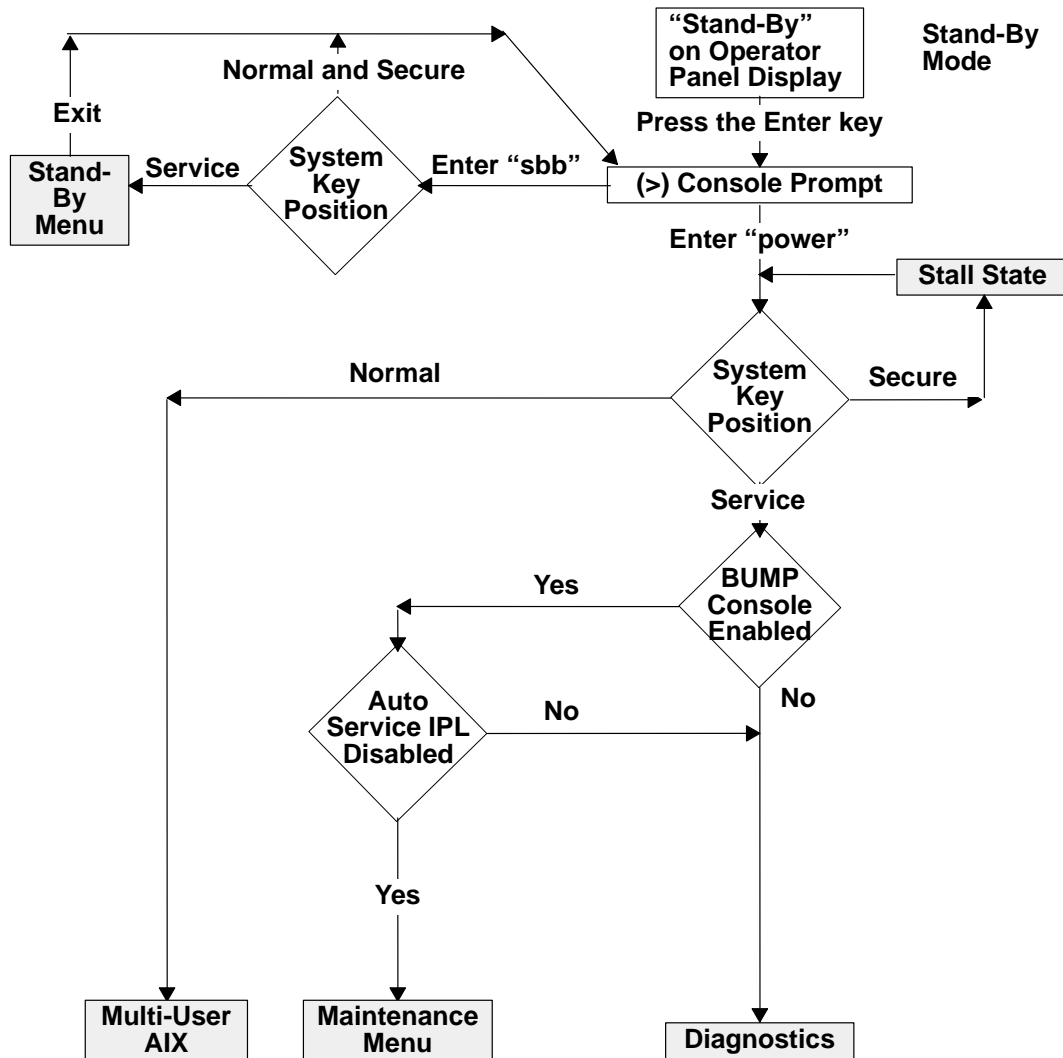 “Stand-By”
on Operator
Panel Display
Stand-By
Mode
Normal and Secure
Exit
Press the Enter key
Stand-
By
Menu
Service
System
Key
Position
Enter “sbb”
(>) Console Prompt
Enter “power”
Stall State
Normal
System
Key
Position
Secure
Service
BUMP
Console
Enabled
Yes
No
Auto
Service IPL
Disabled
No
Yes
Multi-User
AIX
Maintenance
Menu
Diagnostics